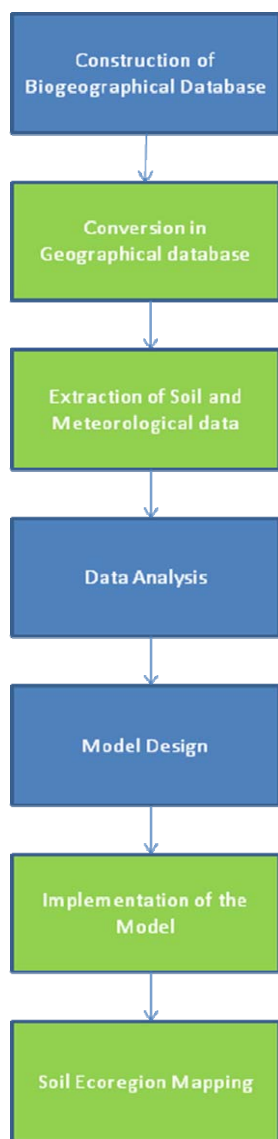 Construction of
Biogeographical Database
Conversion in
Geographical database
Extraction of Soil and
Meteorological data
Data Analysis
Model Design
Implementation of the
Model
Soil Ecoregion Mapping